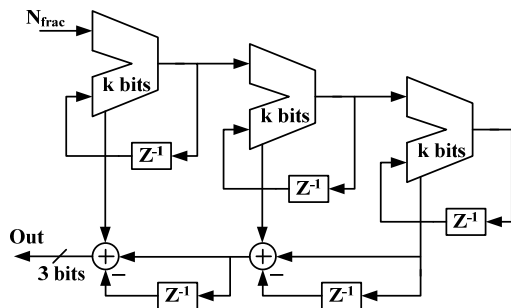 N_frac
k bits
k bits
k bits
Z⁻¹
Z⁻¹
Z⁻¹
Out
3 bits
+
−
+
−
Z⁻¹
Z⁻¹